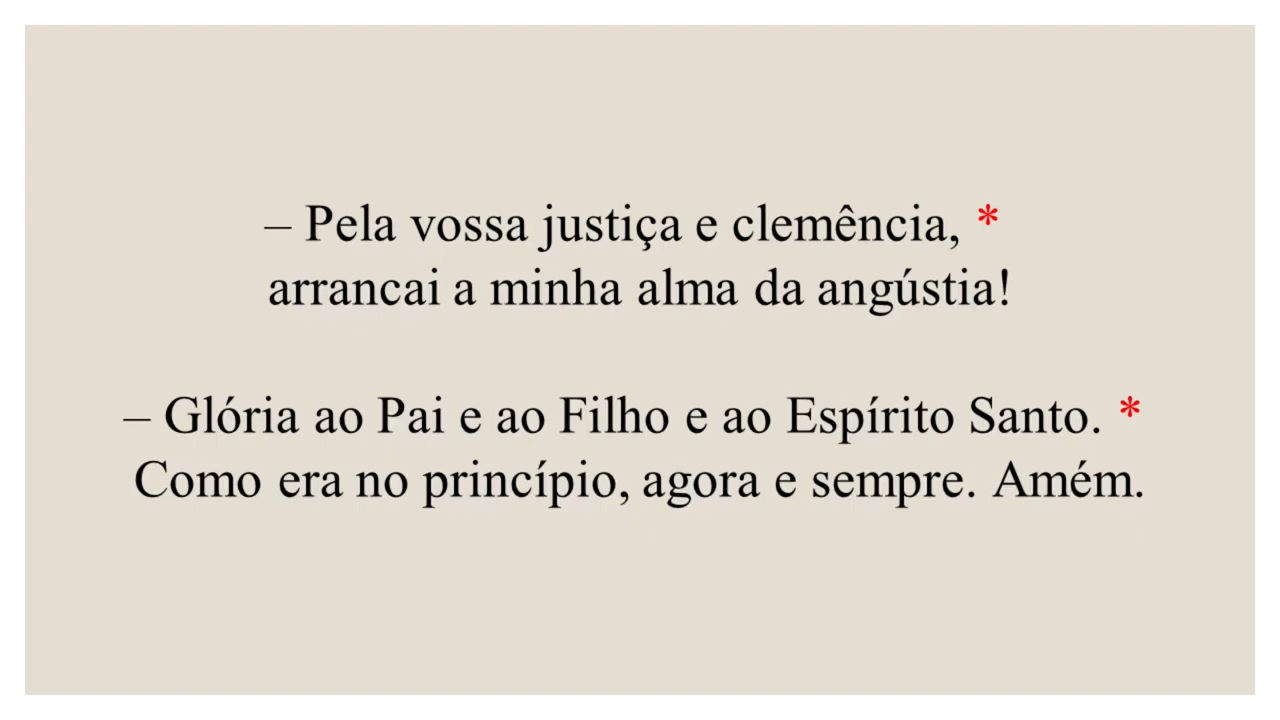 – Pela vossa justiça e clemência, *
arrancai a minha alma da angústia!
– Glória ao Pai e ao Filho e ao Espírito Santo. *
Como era no princípio, agora e sempre. Amém.